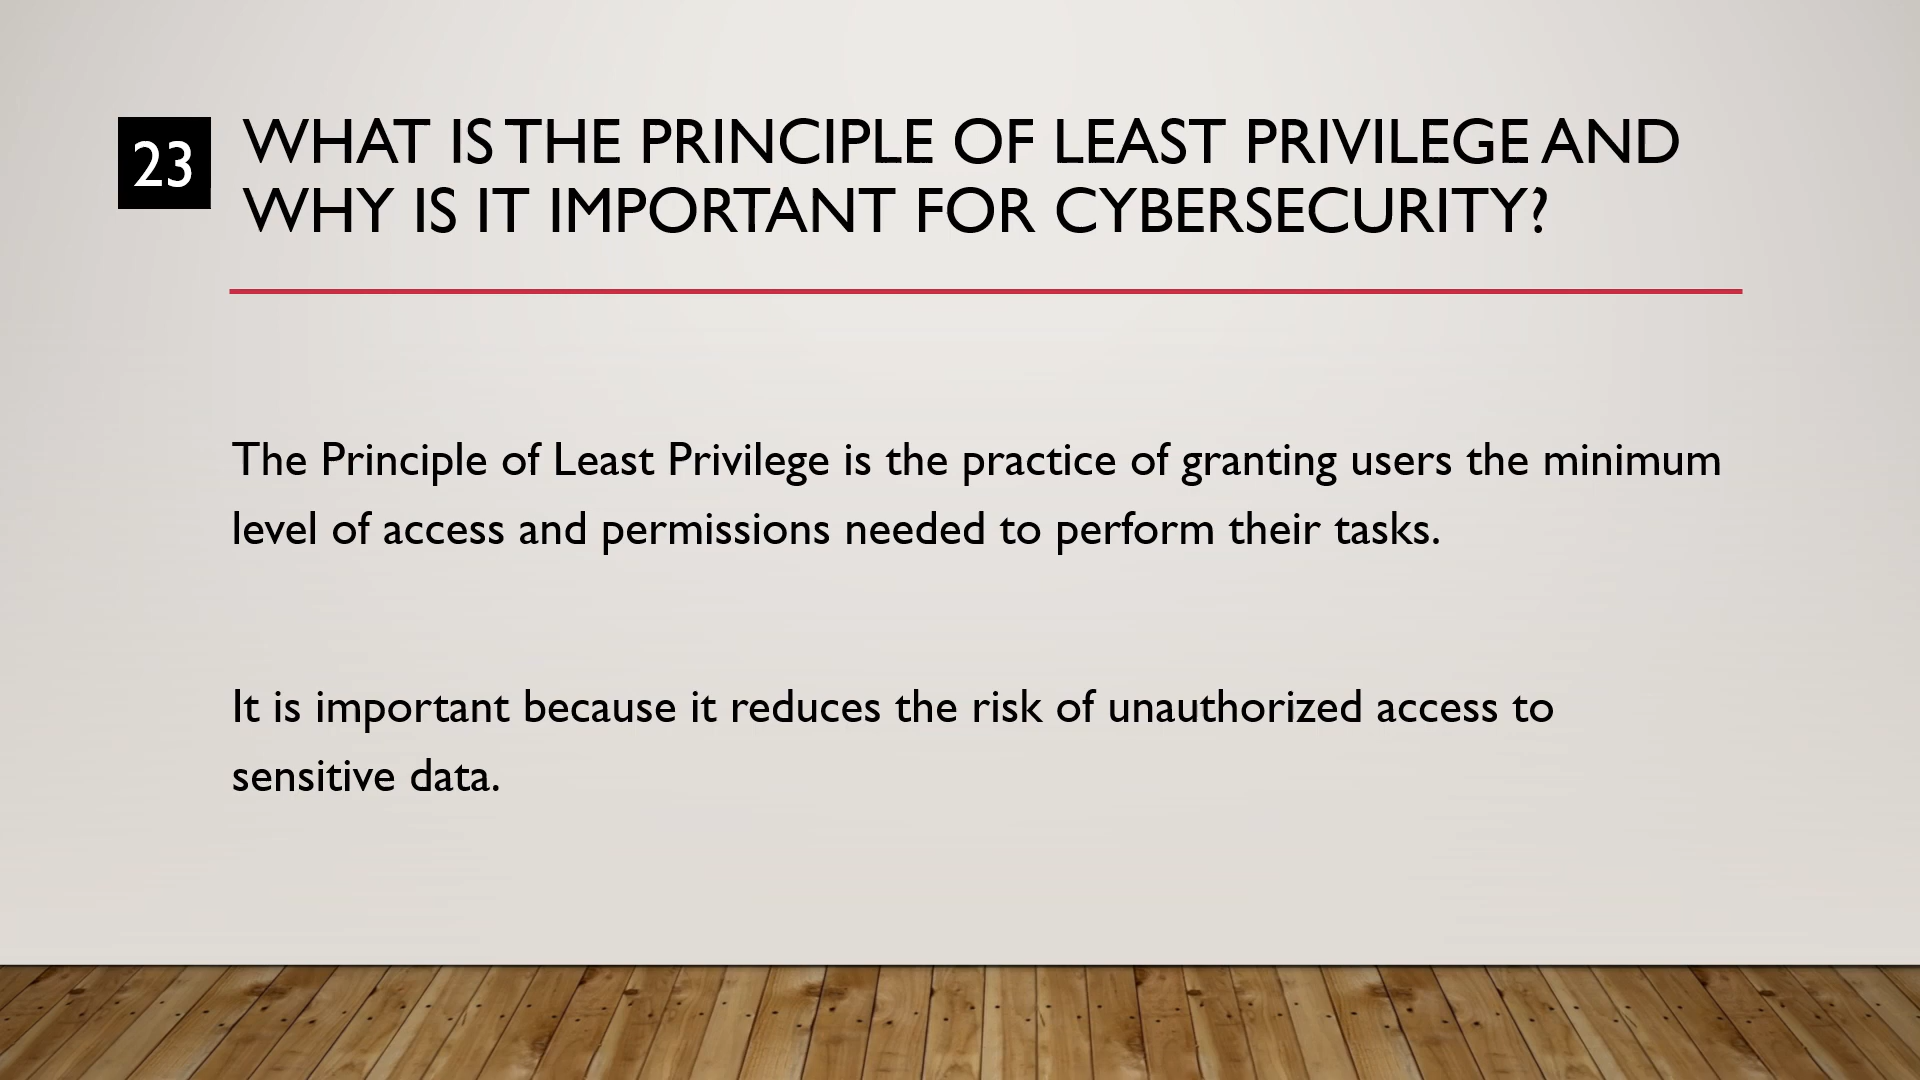 23
WHAT IS THE PRINCIPLE OF LEAST PRIVILEGE AND
WHY IS IT IMPORTANT FOR CYBERSECURITY?
The Principle of Least Privilege is the practice of granting users the minimum
level of access and permissions needed to perform their tasks.
It is important because it reduces the risk of unauthorized access to
sensitive data.